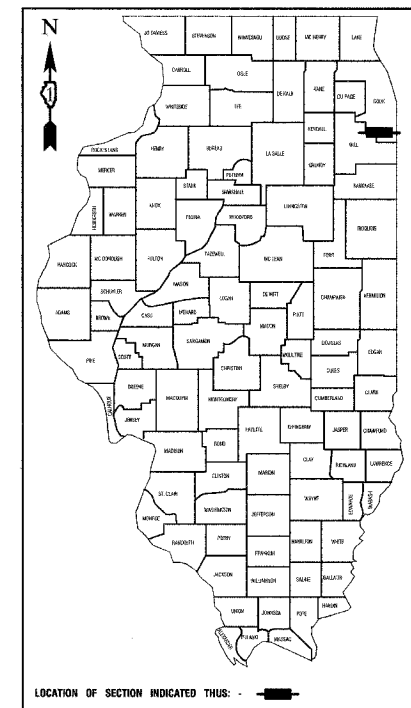 N
JO DAVIESS STEPHENSON WINNEBAGO BOONE MC HENRY LAKE
CARROLL OGLE
DE KALB KANE DU PAGE COOK
WHITESIDE LEE
KENDALL WILL
ROCK ISLAND HENRY BUREAU LA SALLE GRUNDY
MERCER PUTNAM
STARK MARSHALL KANKAKEE
HENDERSON WARREN KNOX PEORIA WOODFORD LIVINGSTON
IROQUOIS
HANCOCK MC DONOUGH FULTON TAZEWELL MC LEAN FORD
MASON
SCHUYLER LOGAN DE WITT CHAMPAIGN VERMILION
ADAMS BROWN CASS MENARD MACON PIATT
DOUGLAS EDGAR
PIKE SCOTT MORGAN SANGAMON CHRISTIAN MOULTRIE
COLES
SHELBY
GREENE MACOUPIN MONTGOMERY CUMBERLAND CLARK
CALHOUN JERSEY
FAYETTE EFFINGHAM JASPER CRAWFORD
MADISON BOND
CLAY RICHLAND LAWRENCE
CLINTON MARION
ST. CLAIR WAYNE EDWARDS WABASH
MONROE WASHINGTON JEFFERSON
RANDOLPH PERRY HAMILTON WHITE
FRANKLIN
JACKSON WILLIAMSON SALINE GALLATIN
UNION JOHNSON POPE HARDIN
ALEXANDER PULASKI MASSAC
LOCATION OF SECTION INDICATED THUS: -